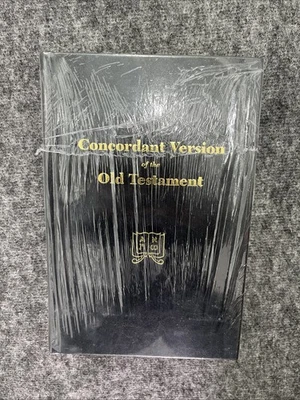 Concordant Version
of the
Old Testament